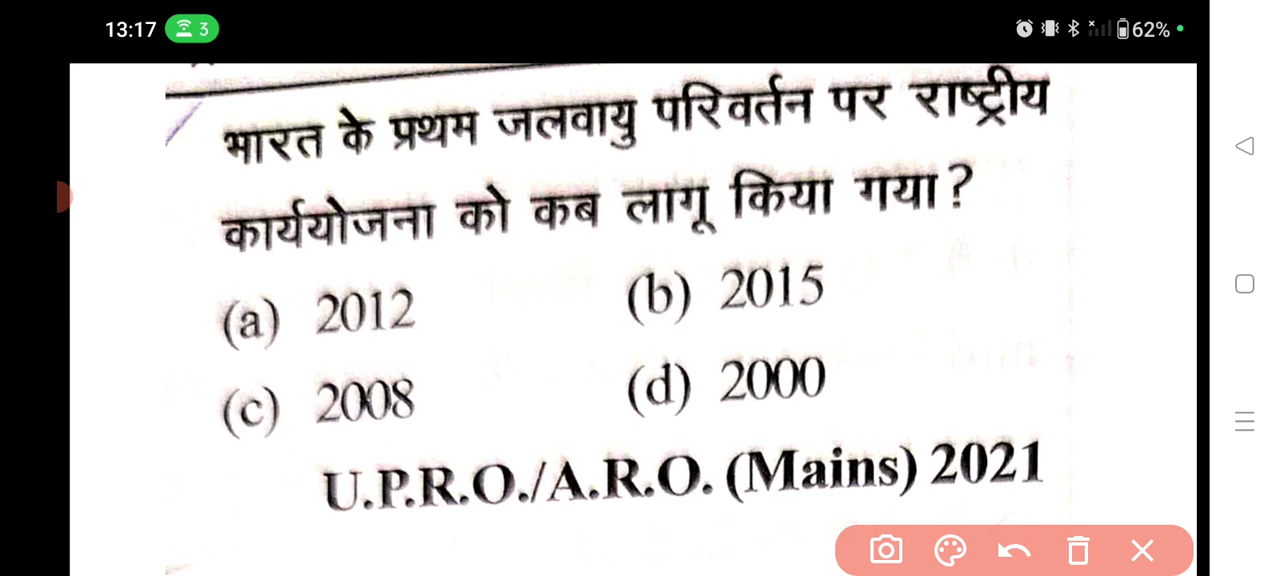 13:17 3 62%
भारत के प्रथम जलवायु परिवर्तन पर राष्ट्रीय
कार्ययोजना को कब लागू किया गया?
(a) 2012 (b) 2015
(c) 2008 (d) 2000
U.P.R.O./A.R.O. (Mains) 2021